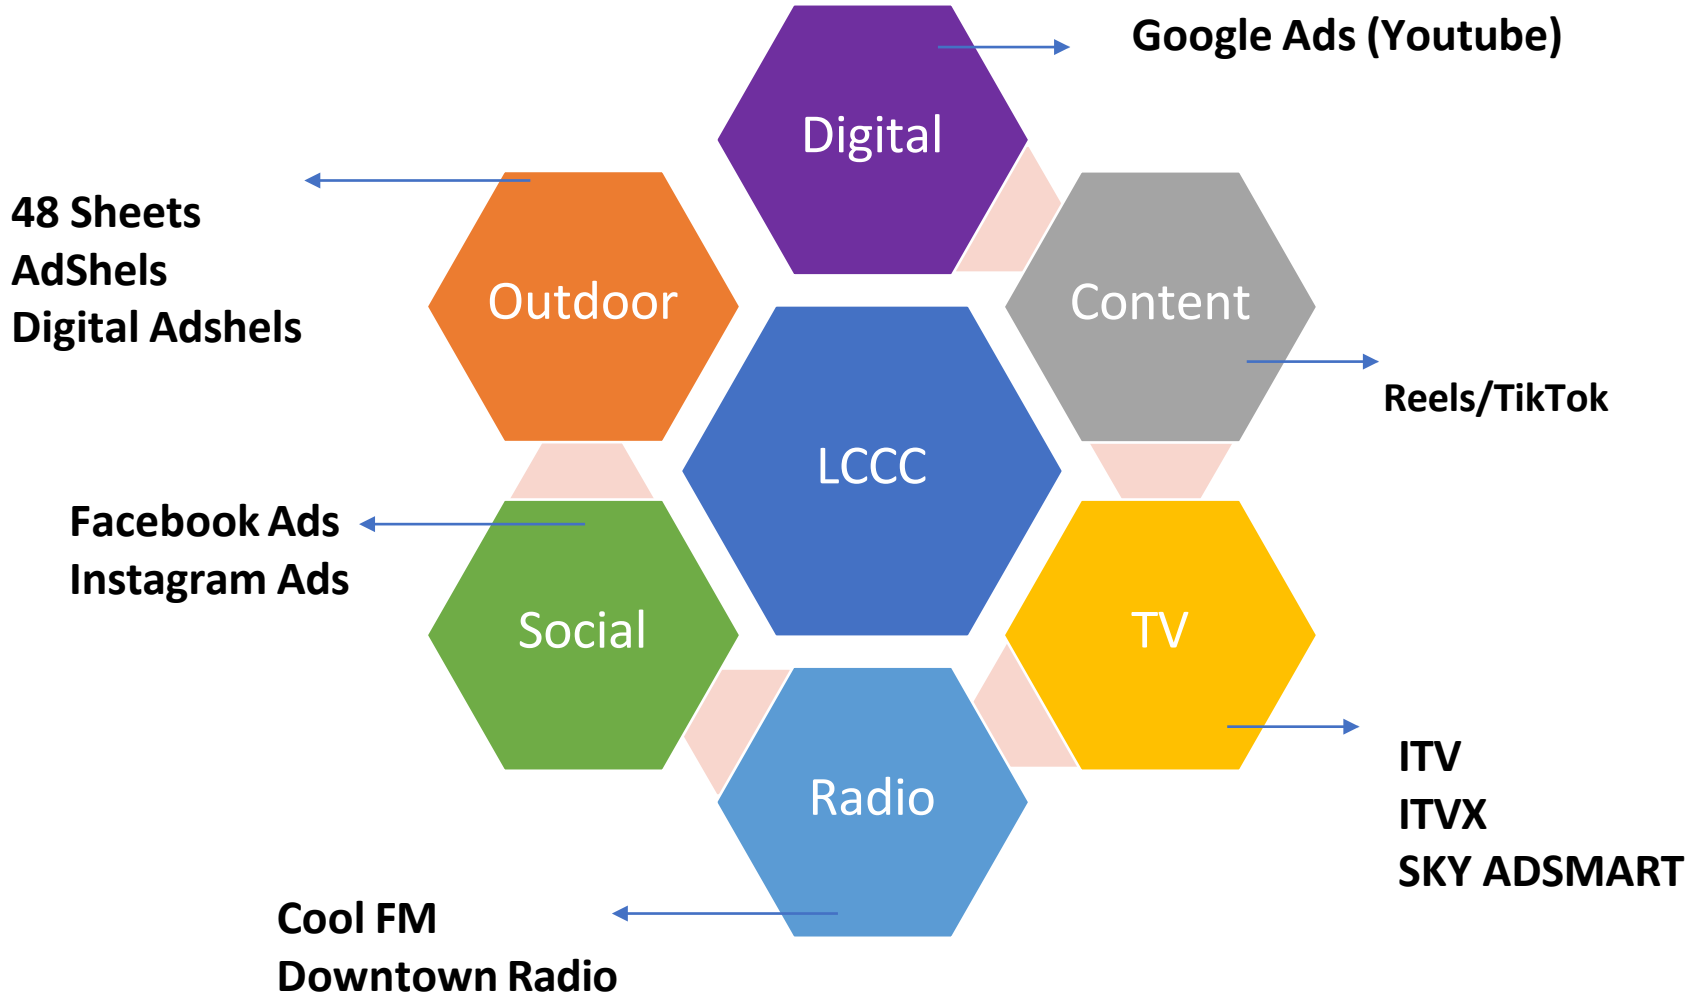 Google Ads (Youtube)
Digital
48 Sheets
AdShels
Digital Adshels
Outdoor
Content
Reels/TikTok
LCCC
Facebook Ads
Instagram Ads
Social
TV
ITV
ITVX
SKY ADSMART
Radio
Cool FM
Downtown Radio